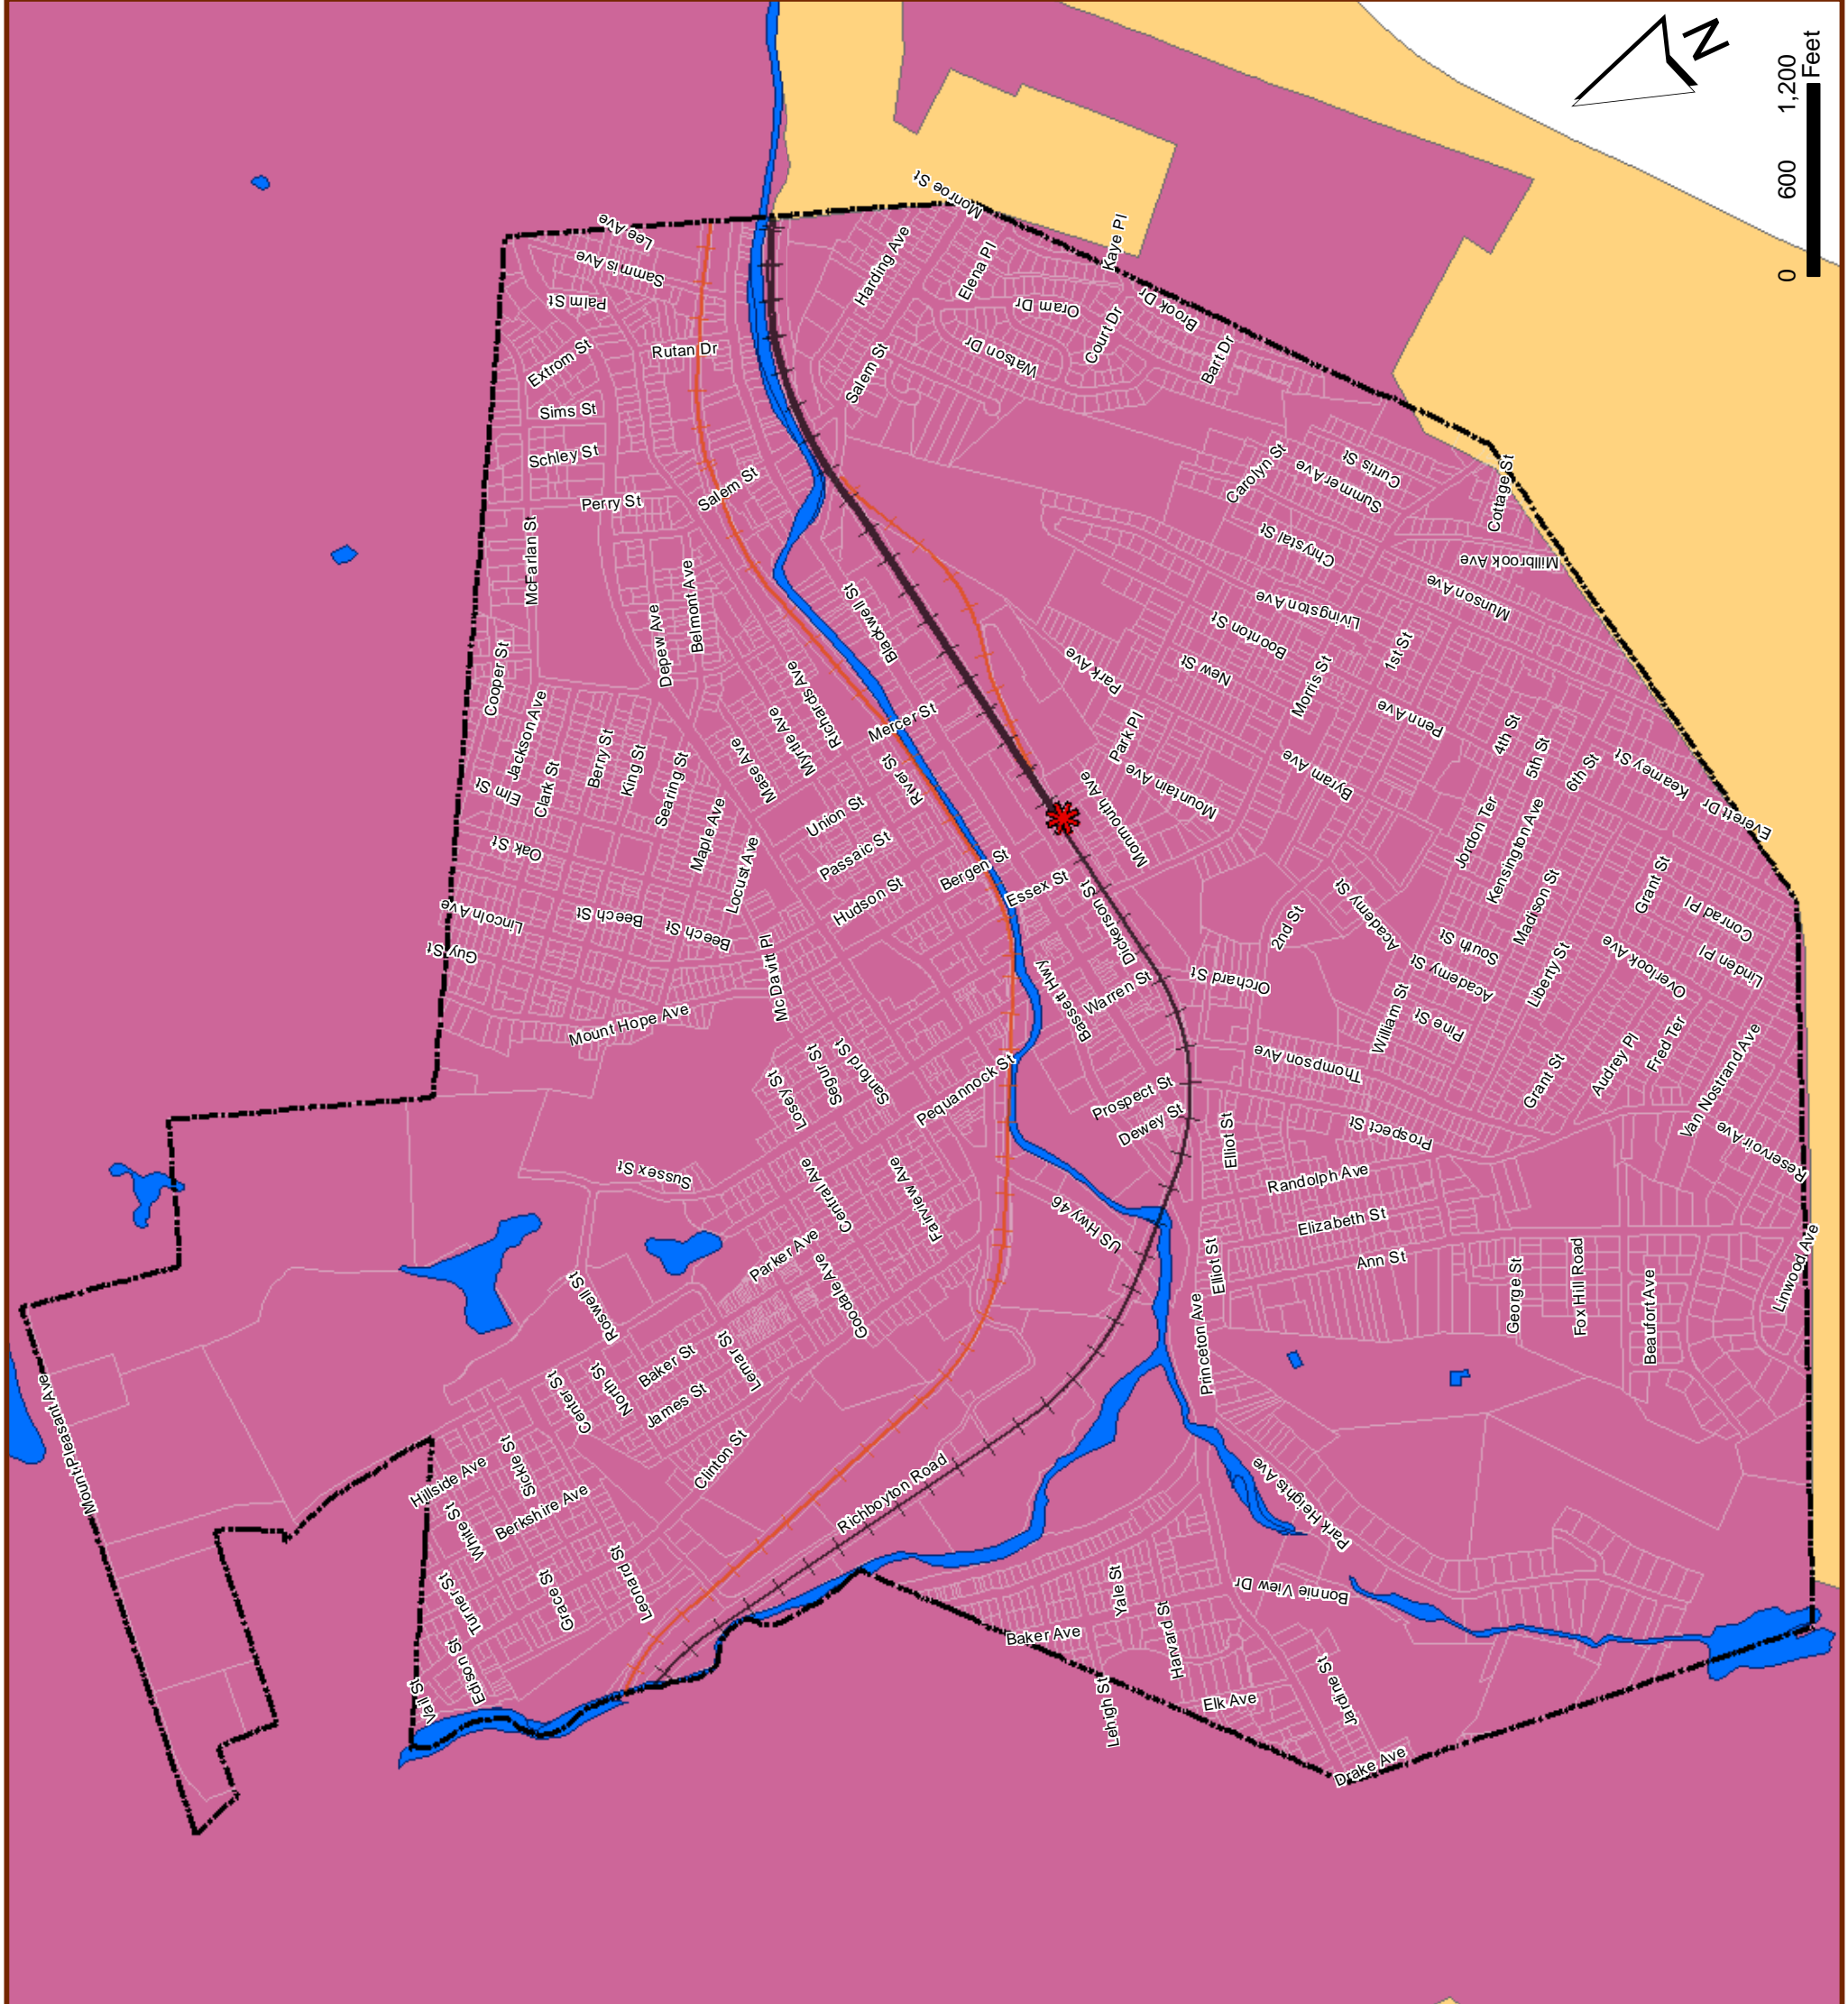 N
Feet
1,200
600
0
Monroe St
Lee Ave
Sammis Ave
Palm St
Harding Ave
Elena Pl
Kaye Pl
Oram Dr
Brook Dr
Court Dr
Watson Dr
Bart Dr
Extrom St
Rutan Dr
Salem St
Sims St
Schley St
Perry St
Salem St
Carolyn St
Summer Ave
Curtis St
Cottage St
McFarlan St
Chrystal St
Millbrook Ave
Munson Ave
Belmont Ave
Depew Ave
Blackwell St
Livingston Ave
Boonton St
New St
1st St
Cooper St
Park Ave
Morris St
Penn Ave
Jackson Ave
Richards Ave
Myrtle Ave
Mercer St
Park Pl
4th St
5th St
6th St
Kearney St
Everett Dr
Berry St
King St
Searing St
Mase Ave
River St
Mountain Ave
Byram Ave
Elm St
Clark St
Maple Ave
Union St
Monmouth Ave
Jordon Ter
Kensington Ave
Oak St
Passaic St
Locust Ave
Bergen St
Hudson St
Essex St
Dickerson St
Academy St
2nd St
Madison St
Grant St
Conrad Pl
Lincoln Ave
Beech St
Beech St
Guy St
McDavitt Pl
Bassett Hwy
Warren St
Orchard St
South St
Academy St
Liberty St
Overlook Ave
Linden Pl
Mount Hope Ave
William St
Pine St
Thompson Ave
Segur St
Sanford St
Losey St
Pequannock St
Prospect St
Dewey St
Elliot St
Prospect St
Grant St
Audrey Pl
Fred Ter
Van Nostrand Ave
Reservoir Ave
Sussex St
Central Ave
Fairview Ave
US Hwy 46
Randolph Ave
Elizabeth St
Ann St
Parker Ave
Goodale Ave
Elliot St
Roswell St
Princeton Ave
George St
Fox Hill Road
Beaufort Ave
Linwood Ave
Mount Pleasant Ave
Center St
North St
Baker St
Lemar St
James St
Clinton St
Hillside Ave
Sickle St
Berkshire Ave
White St
Richboyton Road
Park Heights Ave
Turner St
Grace St
Leonard St
Edison St
Vail St
Yale St
Bonnie View Dr
Baker Ave
Harvard St
Lehigh St
Elk Ave
Jardine St
Drake Ave